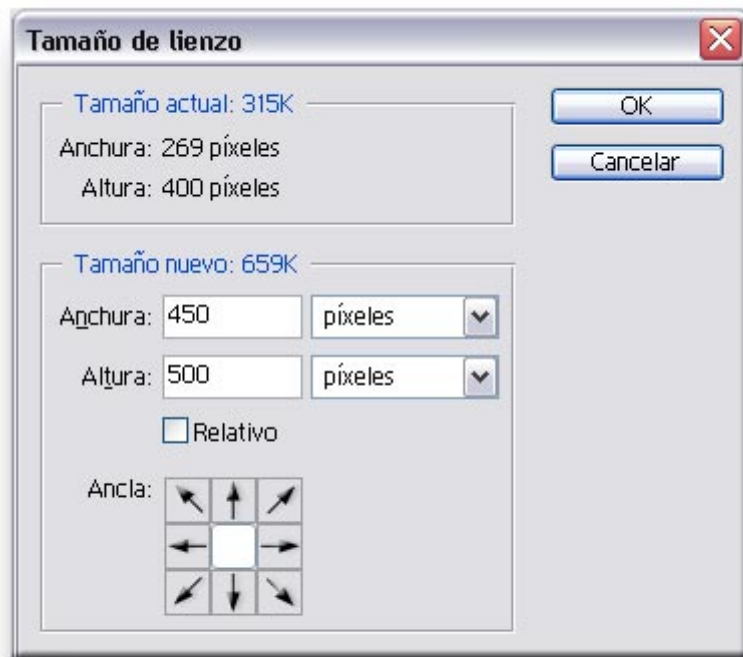 Tamaño de lienzo
Tamaño actual: 315K
OK
Anchura: 269 píxeles
Cancelar
Altura: 400 píxeles
Tamaño nuevo: 659K
Anchura: 450 píxeles
Altura: 500 píxeles
Relativo
Ancla: